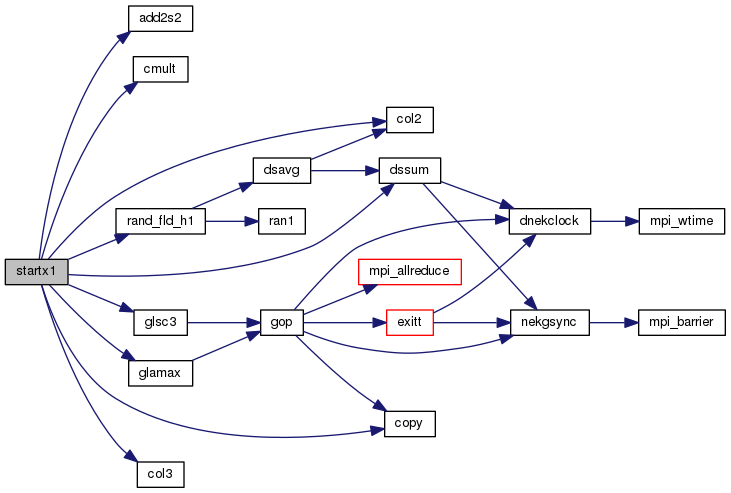 add2s2
cmult
col2
dsavg
dssum
rand_fld_h1
ran1
dnekclock
mpi_wtime
startx1
mpi_allreduce
glsc3
gop
exitt
nekgsync
mpi_barrier
glamax
copy
col3